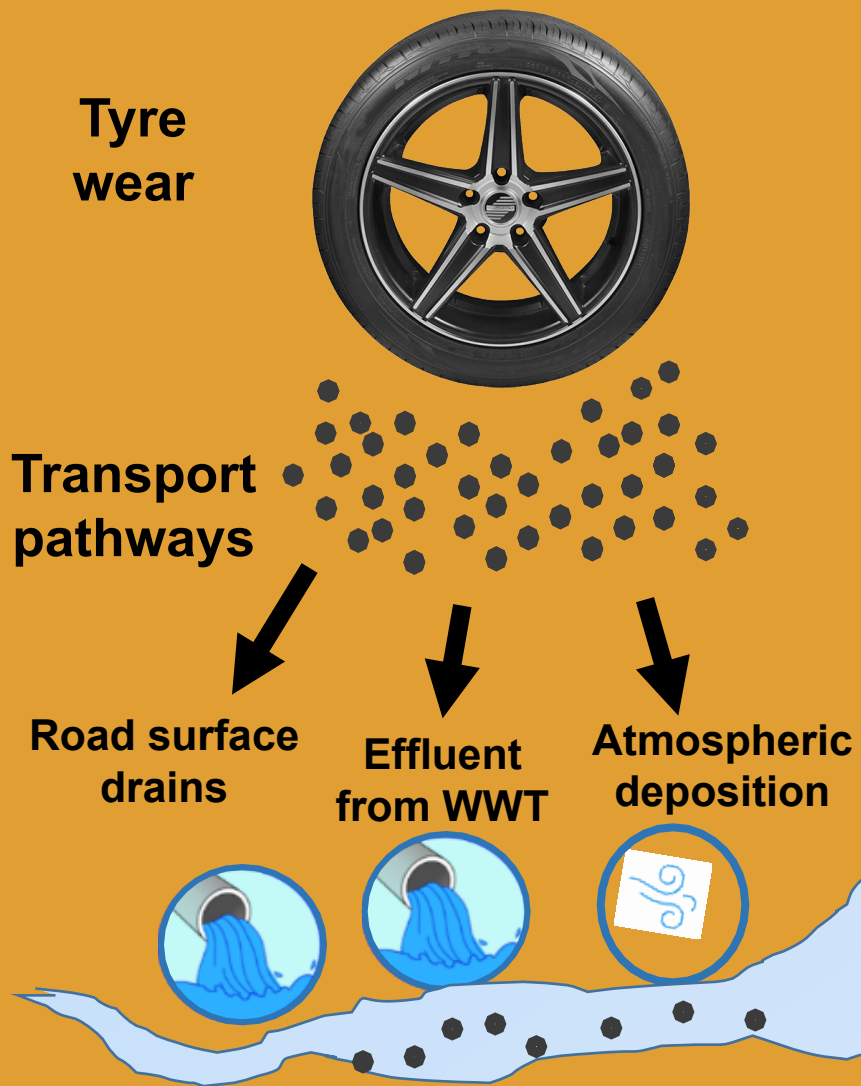 Tyre
wear
Transport
pathways
Road surface
drains
Effluent
from WWT
Atmospheric
deposition